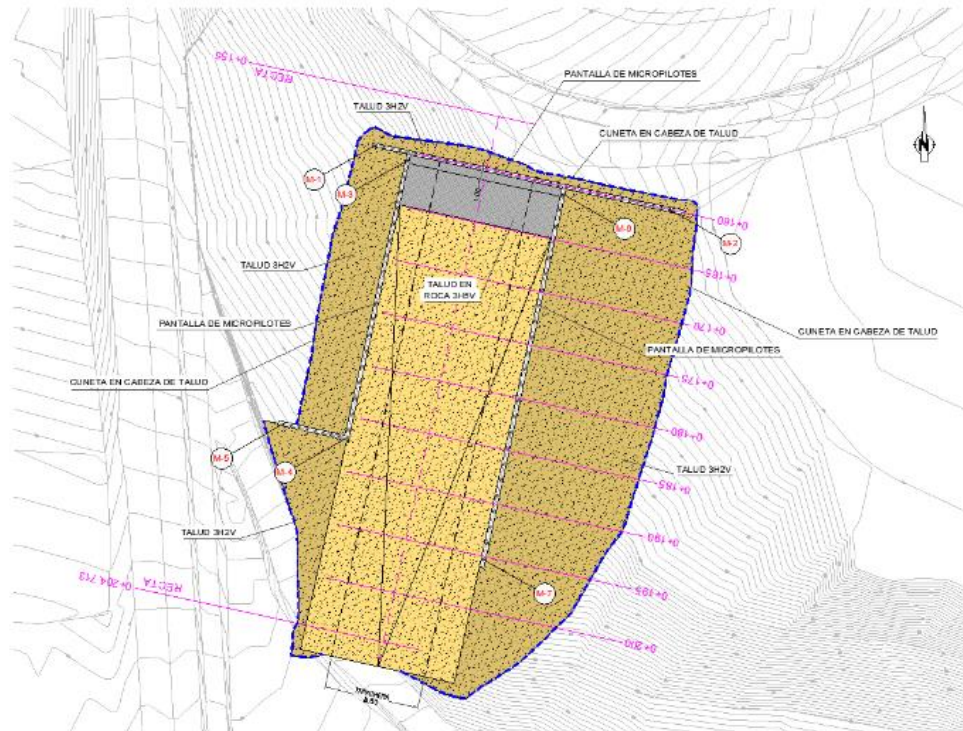 0+155
RECTA
PANTALLA DE MICROPILOTES
TALUD 3H2V
CUNETA EN CABEZA DE TALUD
N
M-1
M-3
M-2
0+160
0+165
TALUD 3H2V
TALUD EN
ROCA 3H5V
0+170
PANTALLA DE MICROPILOTES
CUNETA EN CABEZA DE TALUD
PANTALLA DE MICROPILOTES
0+175
CUNETA EN CABEZA DE TALUD
0+180
M-5
M-4
TALUD 3H2V
0+185
TALUD 3H2V
0+190
0+204.713
RECTA
0+195
M-7
0+200